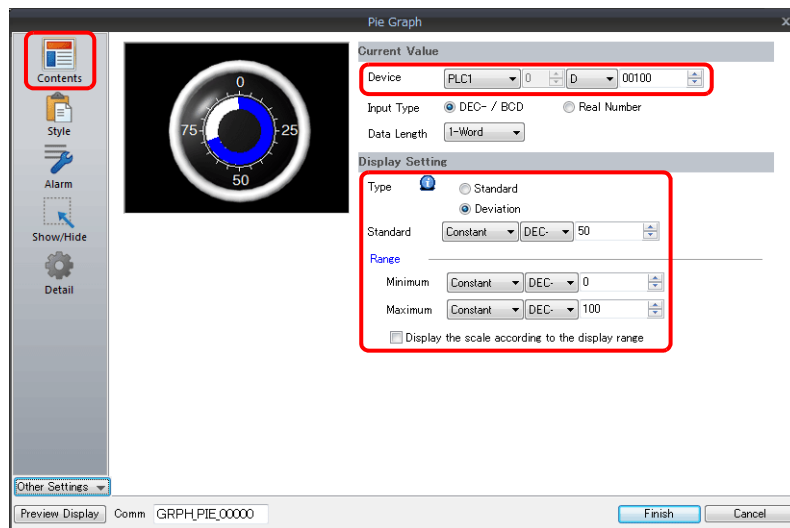 Pie Graph x
Contents
Style
Alarm
Show/Hide
Detail
Other Settings
0
75
25
50
Current Value
Device PLC1 0 D 00100
Input Type DEC- / BCD Real Number
Data Length 1-Word
Display Setting
Type Standard
Deviation
Standard Constant DEC- 50
Range
Minimum Constant DEC- 0
Maximum Constant DEC- 100
Display the scale according to the display range
Preview Display Comm GRPH_PIE_00000 Finish Cancel